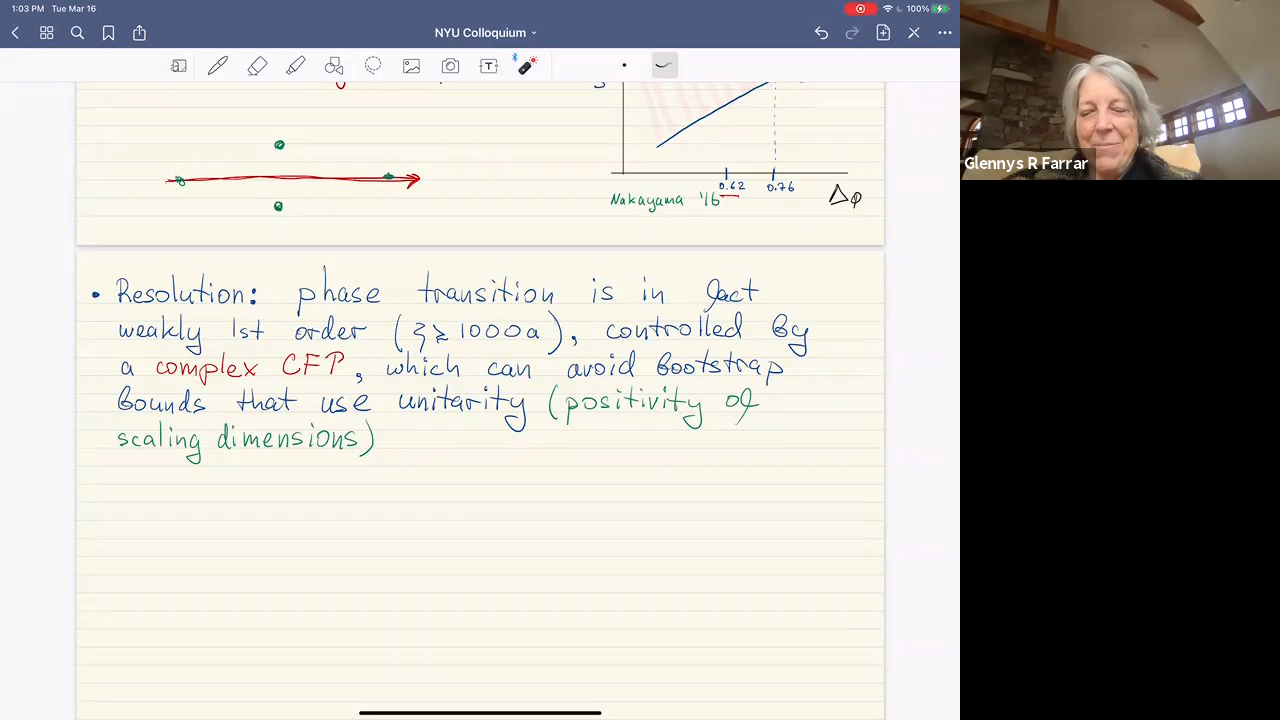 1:03 PM Tue Mar 16
100%
NYU Colloquium
T
0.62 0.76
Nakayama '16
Δφ
• Resolution: phase transition is in fact
weakly 1st order (ξ ≳ 1000a), controlled by
a complex CFT, which can avoid bootstrap
bounds that use unitarity (positivity of
scaling dimensions)
Glennys R Farrar